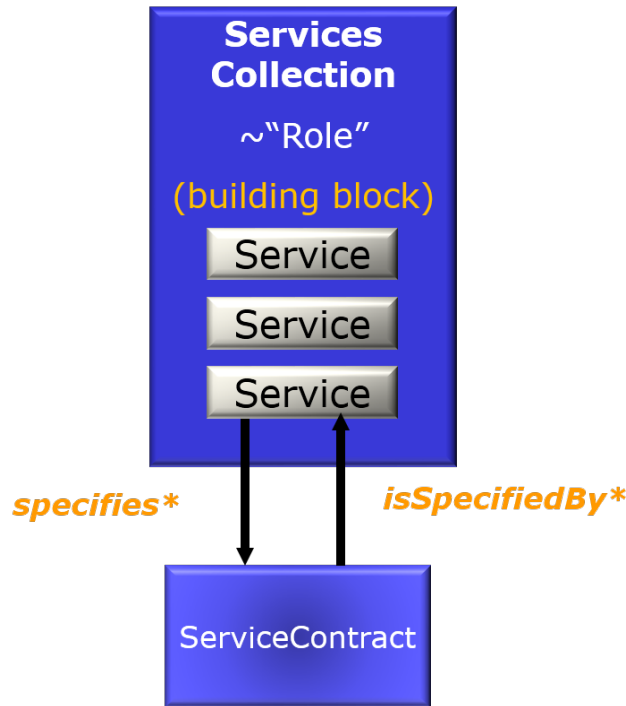 Services
Collection
~“Role”
(building block)
Service
Service
Service
specifies*
isSpecifiedBy*
ServiceContract